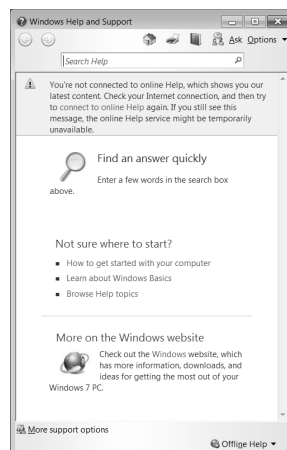 Windows Help and Support
Ask Options
Search Help
You're not connected to online Help, which shows you our
latest content. Check your Internet connection, and then try
to connect to online Help again. If you still see this
message, the online Help service might be temporarily
unavailable.
Find an answer quickly
Enter a few words in the search box
above.
Not sure where to start?
How to get started with your computer
Learn about Windows Basics
Browse Help topics
More on the Windows website
Check out the Windows website, which
has more information, downloads, and
ideas for getting the most out of your
Windows 7 PC.
More support options
Offline Help